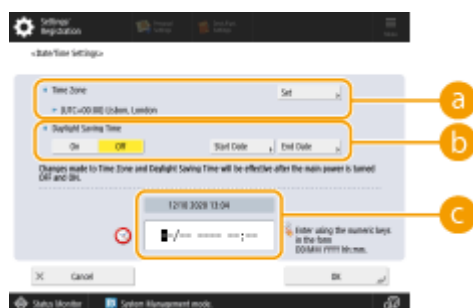 Settings/
Registration
Menu
<Date/Time Settings>
Time Zone
Set
a
(UTC+00:00) Lisbon, London
Daylight Saving Time
b
On
Off
Start Date
End Date
Changes made to Time Zone and Daylight Saving Time will be effective after the main power is turned
OFF and ON.
12/10 2020 13:04
c
-/-- ---- --:--
Enter using the numeric keys
in the form
DD/MM YYYY hh:mm.
Cancel
OK
Status Monitor
System Management mode.